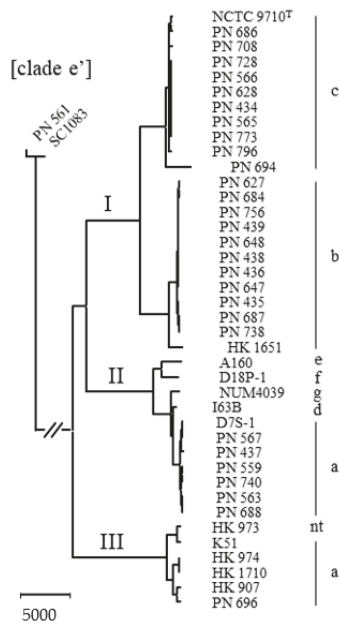 NCTC 9710T
PN 686
PN 708
[clade e’]
PN 728
PN 566
PN 628
c
PN 434
PN 565
PN 773
PN 796
PN 561
SC1083
PN 694
PN 627
PN 684
I
PN 756
PN 439
PN 648
b
PN 438
PN 436
PN 647
PN 435
PN 687
PN 738
HK 1651
A160
e
II
D18P-1
f
NUM4039
g
I63B
d
D7S-1
PN 567
PN 437
PN 559
a
PN 740
PN 563
PN 688
HK 973
nt
III
K51
HK 974
HK 1710
a
HK 907
PN 696
5000